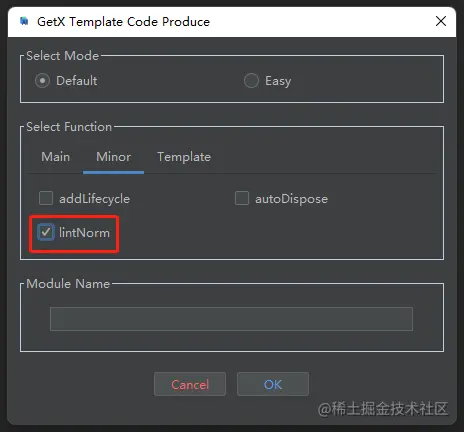 GetX Template Code Produce
Select Mode
Default
Easy
Select Function
Main
Minor
Template
addLifecycle
autoDispose
lintNorm
Module Name
Cancel
OK
@稀土掘金技术社区